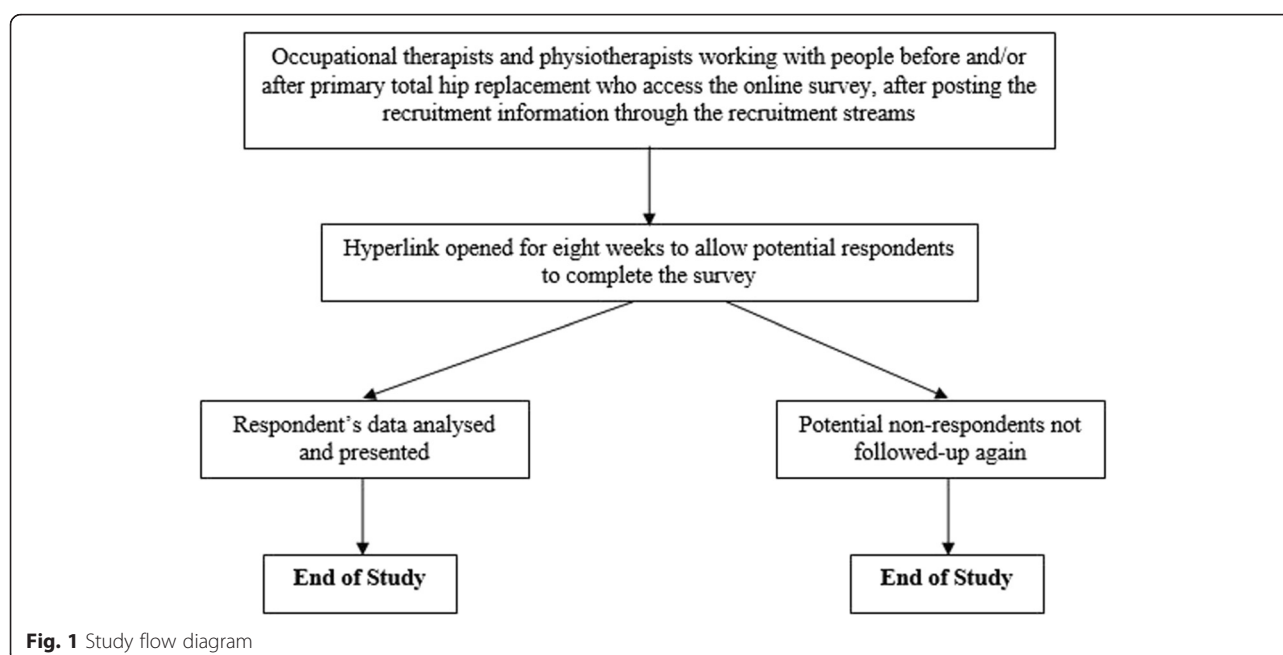 Occupational therapists and physiotherapists working with people before and/or
after primary total hip replacement who access the online survey, after posting the
recruitment information through the recruitment streams
Hyperlink opened for eight weeks to allow potential respondents
to complete the survey
Respondent's data analysed
and presented
Potential non-respondents not
followed-up again
End of Study
End of Study
Fig. 1 Study flow diagram